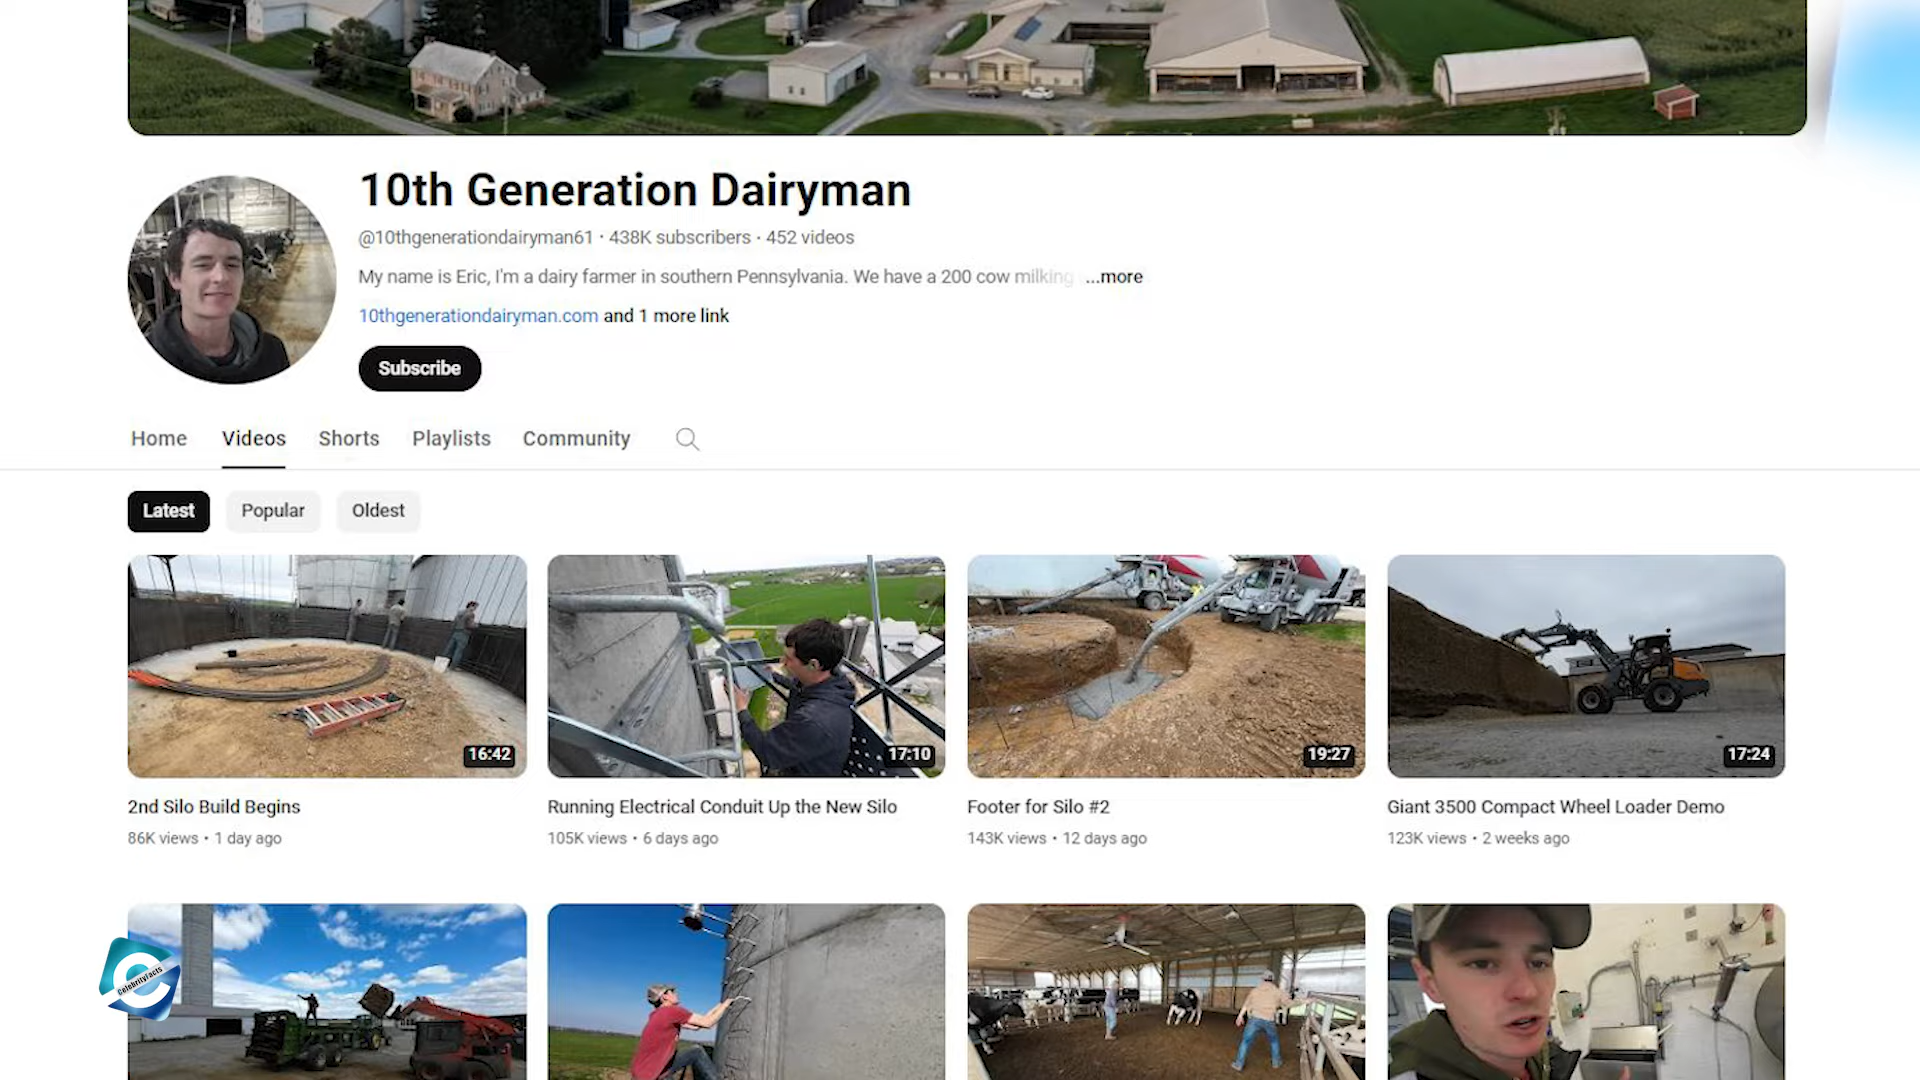 10th Generation Dairyman
@10thgenerationdairyman61 · 438K subscribers · 452 videos
My name is Eric, I'm a dairy farmer in southern Pennsylvania. We have a 200 cow milking ...more
10thgenerationdairyman.com and 1 more link
Subscribe
Home Videos Shorts Playlists Community
Latest Popular Oldest
16:42 17:10 19:27 17:24
2nd Silo Build Begins Running Electrical Conduit Up the New Silo Footer for Silo #2 Giant 3500 Compact Wheel Loader Demo
86K views • 1 day ago 105K views • 6 days ago 143K views • 12 days ago 123K views • 2 weeks ago
CelebrityFacts